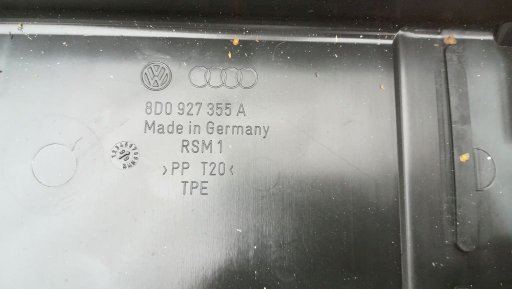 8D0 927 355 A
Made in Germany
RSM 1
>PP T20<
TPE